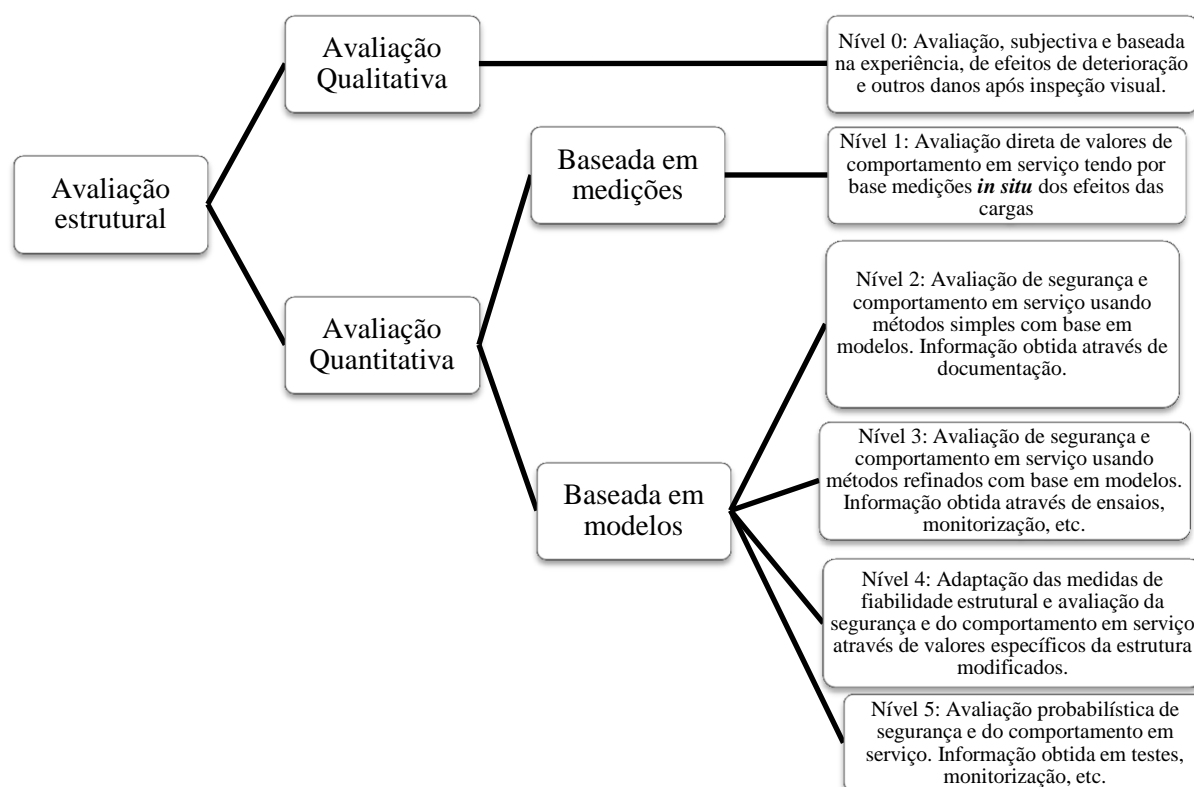 Avaliação
estrutural
Avaliação
Qualitativa
Nível 0: Avaliação, subjectiva e baseada
na experiência, de efeitos de deterioração
e outros danos após inspeção visual.
Avaliação
Quantitativa
Baseada em
medições
Nível 1: Avaliação direta de valores de
comportamento em serviço tendo por
base medições in situ dos efeitos das
cargas
Baseada em
modelos
Nível 2: Avaliação de segurança e
comportamento em serviço usando
métodos simples com base em
modelos. Informação obtida através de
documentação.
Nível 3: Avaliação de segurança e
comportamento em serviço usando
métodos refinados com base em modelos.
Informação obtida através de ensaios,
monitorização, etc.
Nível 4: Adaptação das medidas de
fiabilidade estrutural e avaliação da
segurança e do comportamento em serviço
através de valores específicos da estrutura
modificados.
Nível 5: Avaliação probabilística de
segurança e do comportamento em
serviço. Informação obtida em testes,
monitorização, etc.